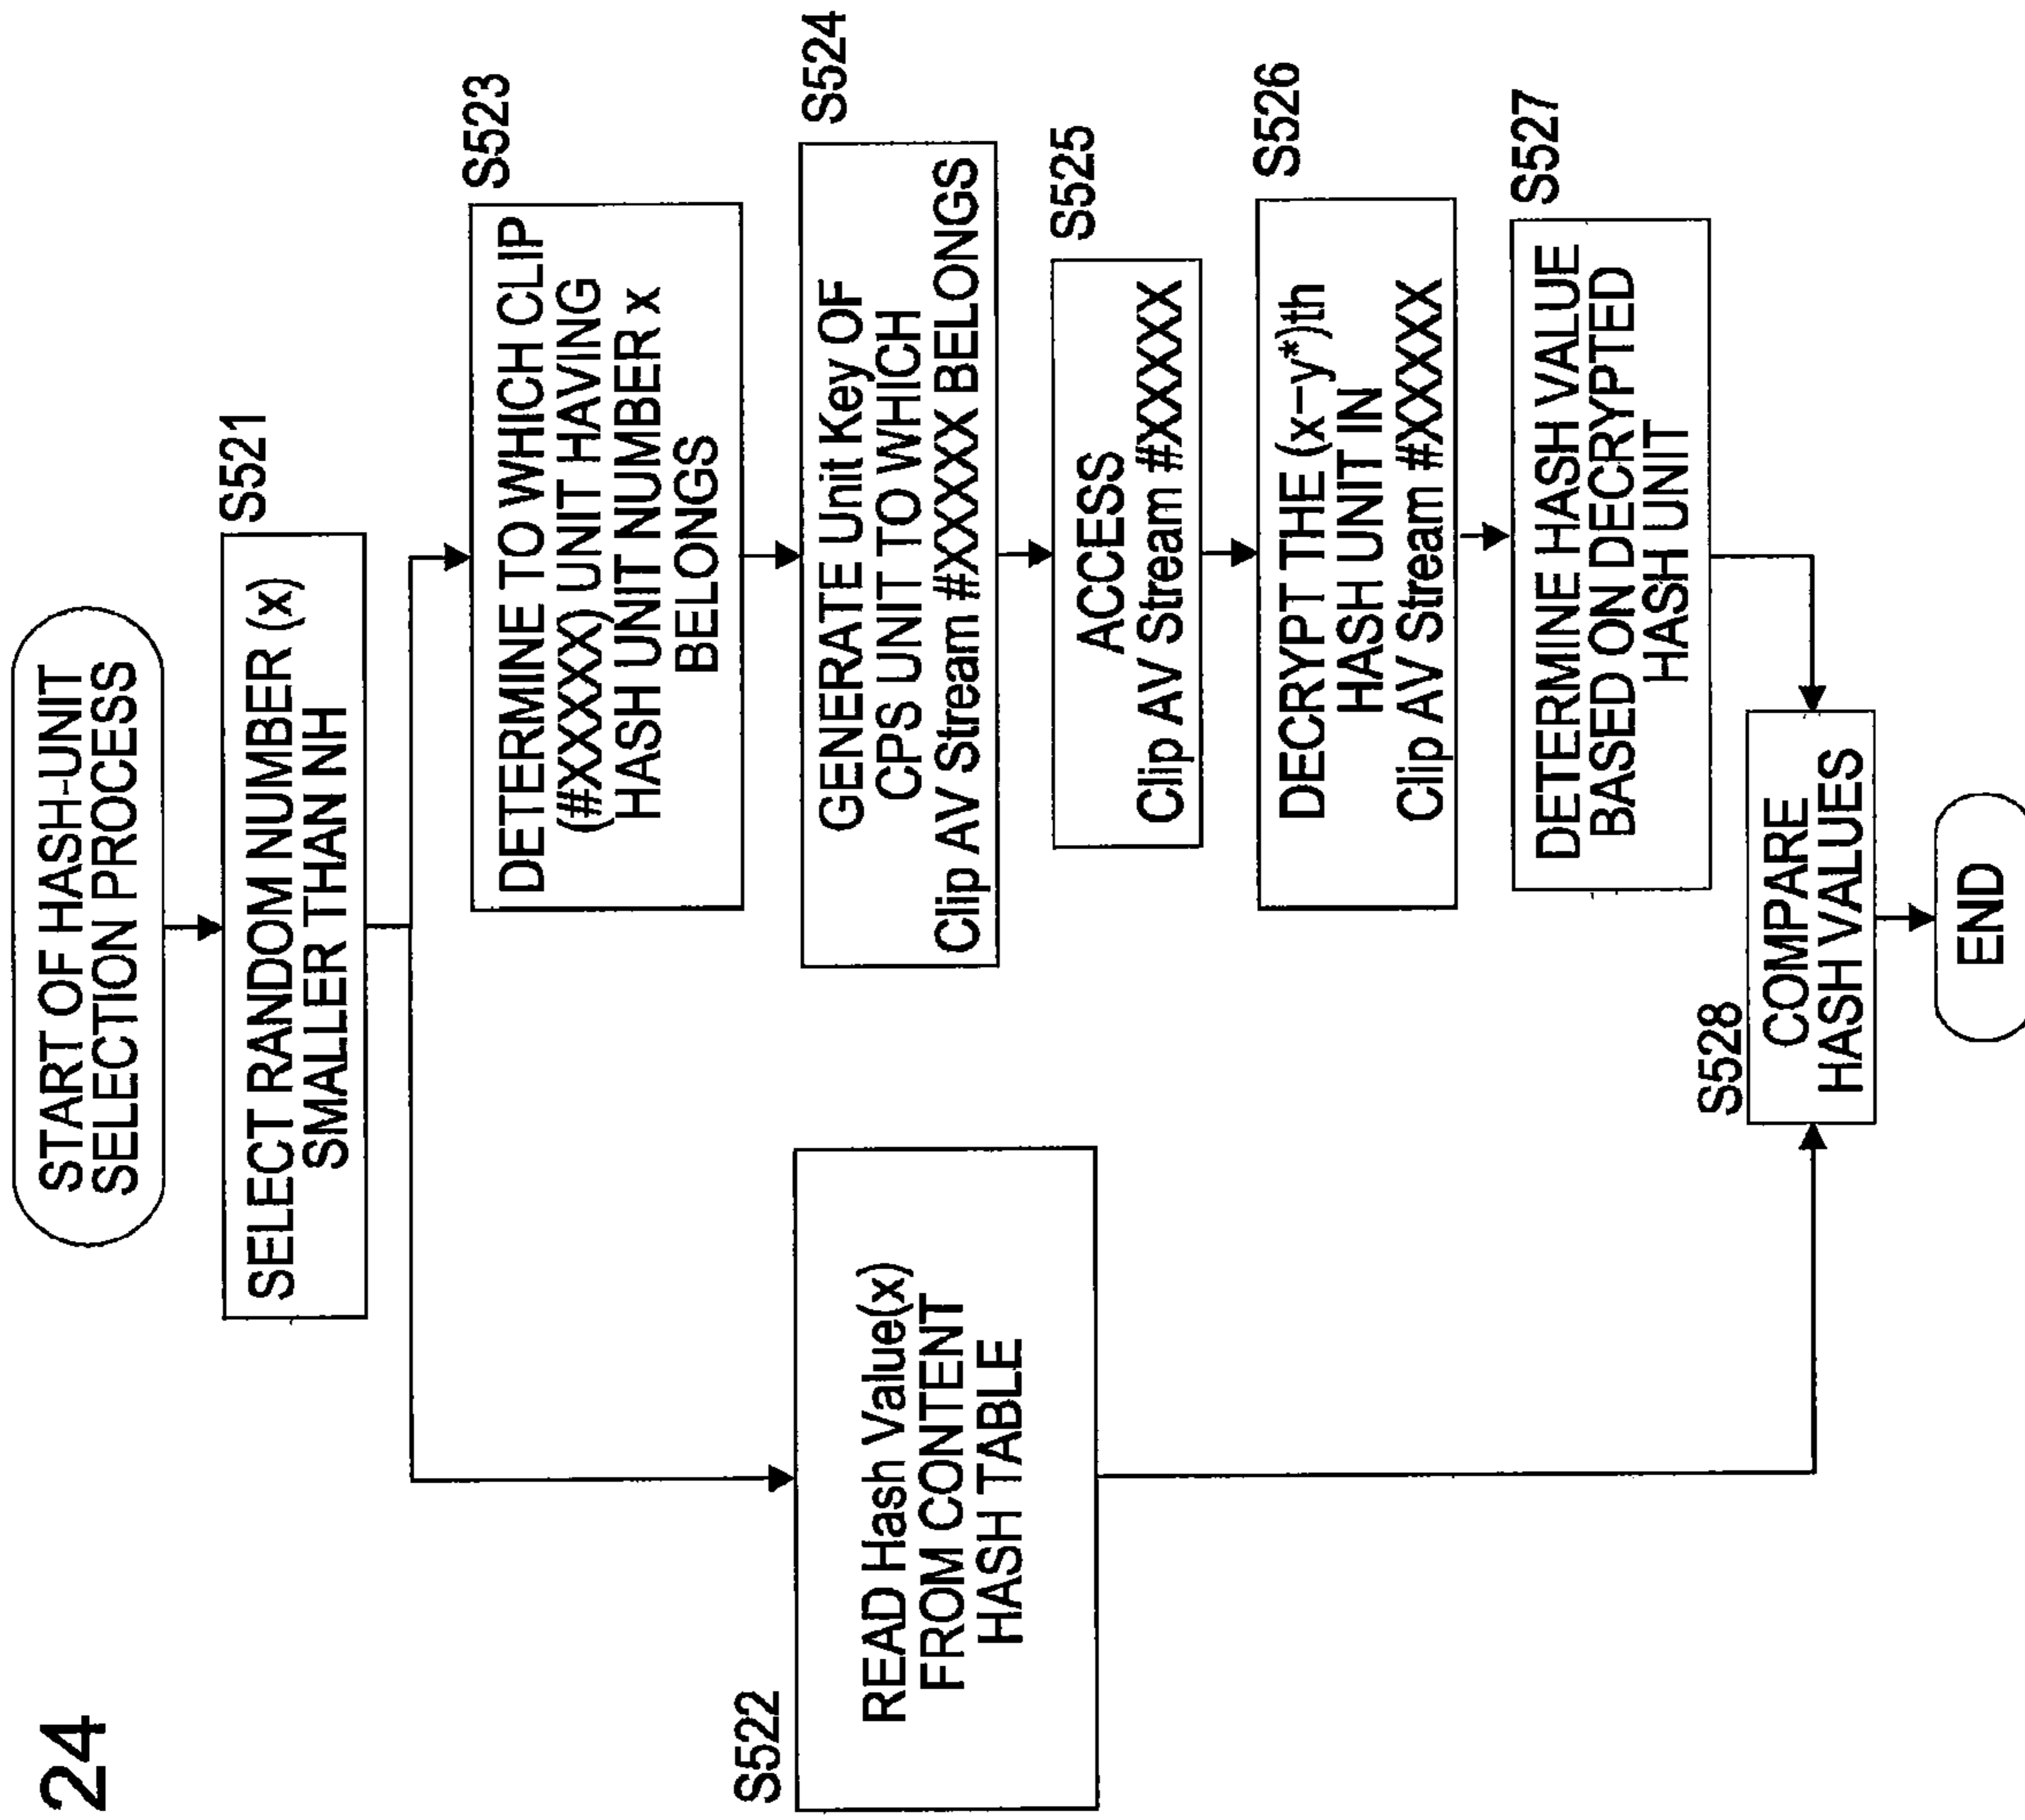 24
START OF HASH-UNIT
SELECTION PROCESS
S521
SELECT RANDOM NUMBER (x)
SMALLER THAN NH
S522
READ Hash Value(x)
FROM CONTENT
HASH TABLE
S523
DETERMINE TO WHICH CLIP
(#XXXXX) UNIT HAVING
HASH UNIT NUMBER x
BELONGS
S524
GENERATE Unit Key OF
CPS UNIT TO WHICH
Clip AV Stream #XXXXX BELONGS
S525
ACCESS
Clip AV Stream #XXXXX
S526
DECRYPT THE (x-y*)th
HASH UNIT IN
Clip AV Stream #XXXXX
S527
DETERMINE HASH VALUE
BASED ON DECRYPTED
HASH UNIT
S528
COMPARE
HASH VALUES
END